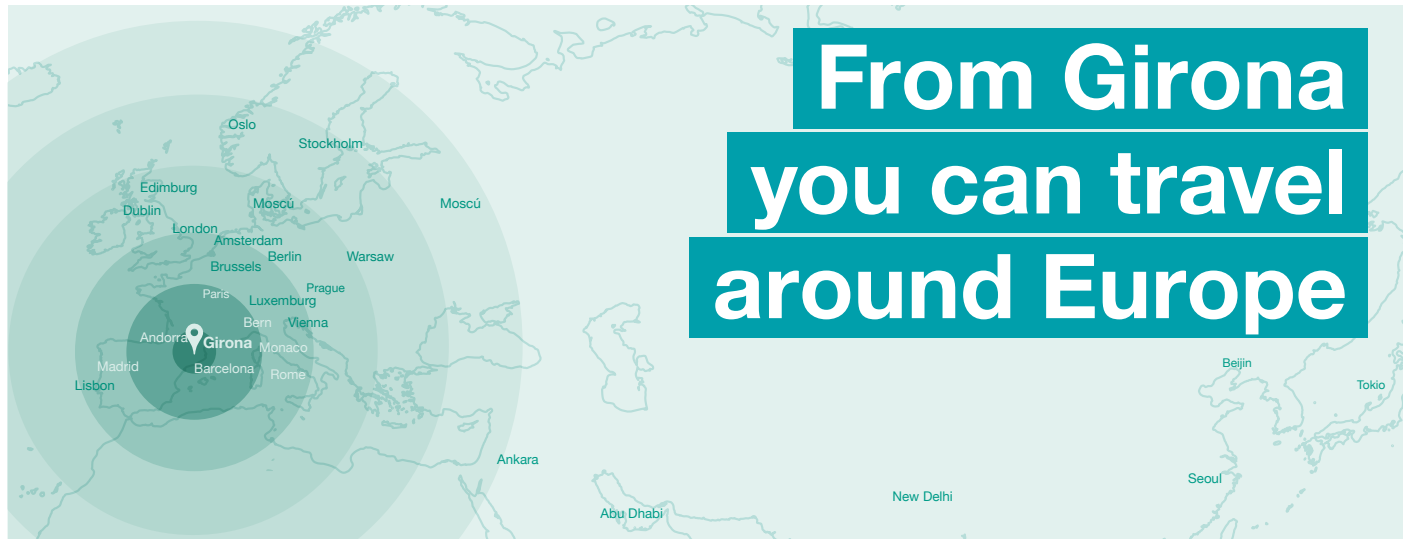 From Girona
you can travel
around Europe
Oslo
Stockholm
Edimburg
Moscú
Moscú
Dublin
London
Amsterdam
Berlin
Warsaw
Brussels
Prague
Paris
Luxemburg
Bern
Vienna
Andorra
Girona
Monaco
Madrid
Barcelona
Rome
Lisbon
Ankara
Abu Dhabi
New Delhi
Beijin
Tokio
Seoul